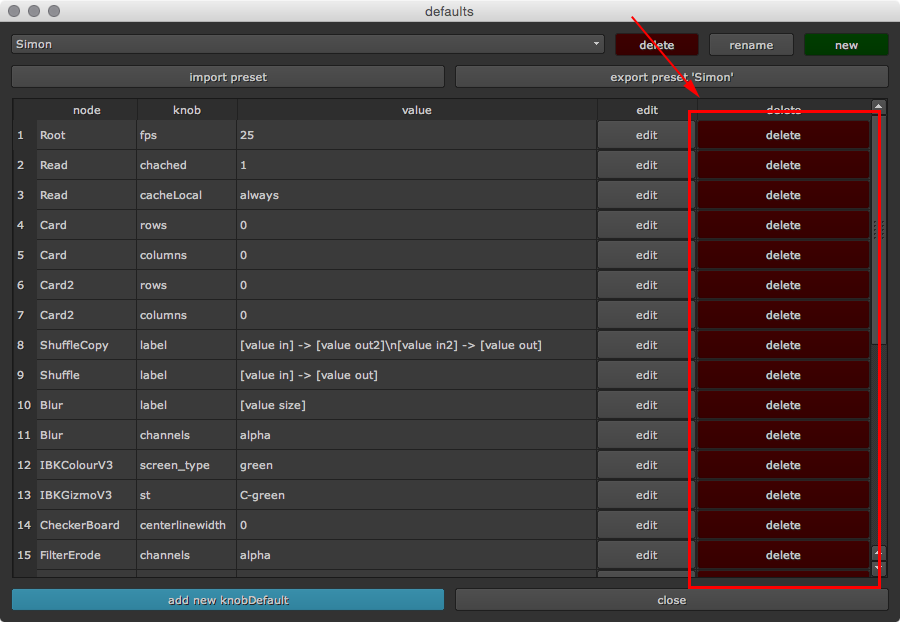 defaults
Simon delete rename new
import preset export preset 'Simon'
node knob value edit delete
1 Root fps 25 edit delete
2 Read chached 1 edit delete
3 Read cacheLocal always edit delete
4 Card rows 0 edit delete
5 Card columns 0 edit delete
6 Card2 rows 0 edit delete
7 Card2 columns 0 edit delete
8 ShuffleCopy label [value in] -> [value out2]\n[value in2] -> [value out] edit delete
9 Shuffle label [value in] -> [value out] edit delete
10 Blur label [value size] edit delete
11 Blur channels alpha edit delete
12 IBKColourV3 screen_type green edit delete
13 IBKGizmoV3 st C-green edit delete
14 CheckerBoard centerlinewidth 0 edit delete
15 FilterErode channels alpha edit delete
add new knobDefault close